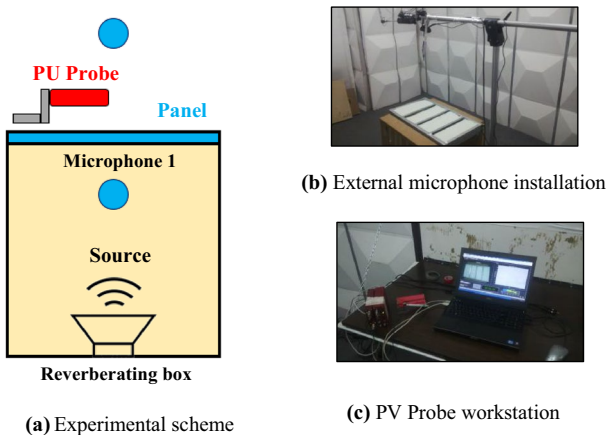 PU Probe
Panel
Microphone 1
Source
Reverberating box
(a) Experimental scheme
(b) External microphone installation
(c) PV Probe workstation